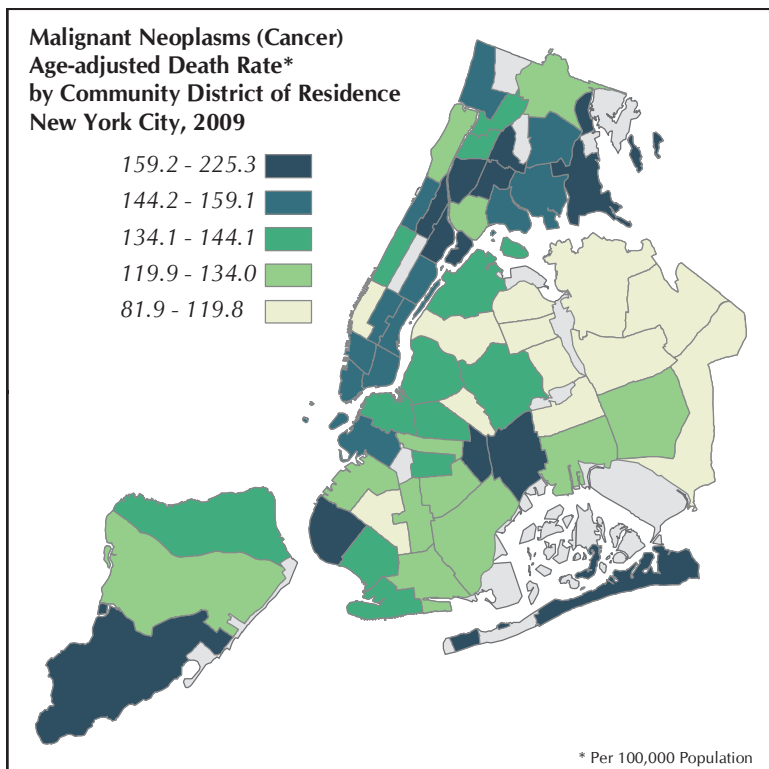 Malignant Neoplasms (Cancer)
Age-adjusted Death Rate*
by Community District of Residence
New York City, 2009
159.2 - 225.3
144.2 - 159.1
134.1 - 144.1
119.9 - 134.0
81.9 - 119.8
* Per 100,000 Population